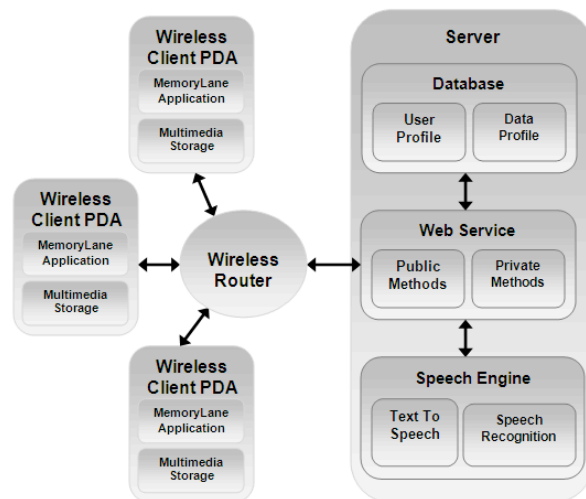 Wireless
Client PDA
MemoryLane
Application
Multimedia
Storage
Wireless
Client PDA
MemoryLane
Application
Multimedia
Storage
Wireless
Client PDA
MemoryLane
Application
Multimedia
Storage
Wireless
Router
Server
Database
User
Profile
Data
Profile
Web Service
Public
Methods
Private
Methods
Speech Engine
Text To
Speech
Speech
Recognition